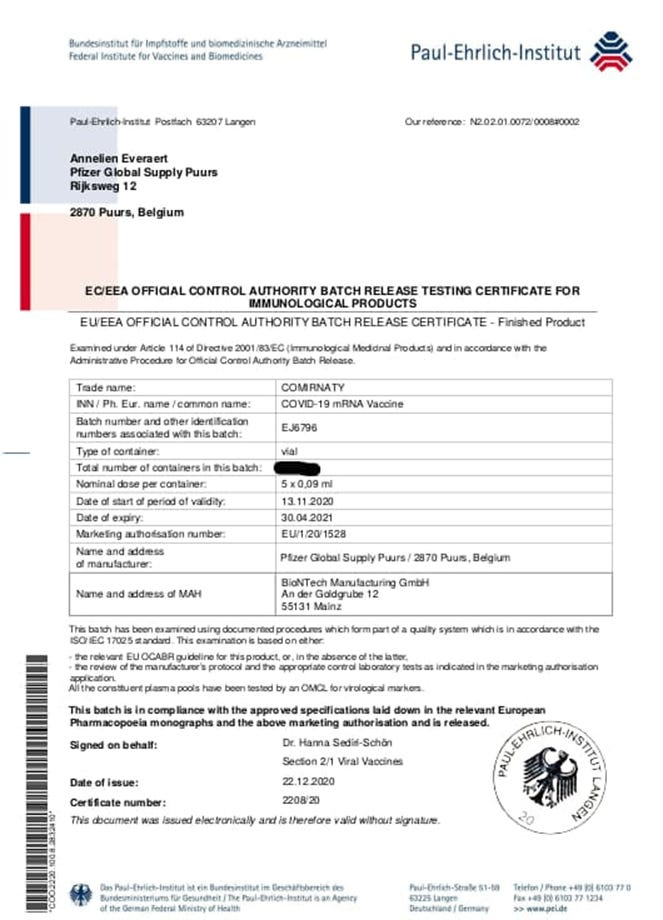 Bundesinstitut für Impfstoffe und biomedizinische Arzneimittel
Federal Institute for Vaccines and Biomedicines
Paul-Ehrlich-Institut
Paul-Ehrlich-Institut Postfach 63207 Langen
Our reference: N2.02.01.0072/0008#0002
Annelien Everaert
Pfizer Global Supply Puurs
Rijksweg 12
2870 Puurs, Belgium
EC/EEA OFFICIAL CONTROL AUTHORITY BATCH RELEASE TESTING CERTIFICATE FOR
IMMUNOLOGICAL PRODUCTS
EU/EEA OFFICIAL CONTROL AUTHORITY BATCH RELEASE CERTIFICATE - Finished Product
Examined under Article 114 of Directive 2001/83/EC (Immunological Medicinal Products) and in accordance with the
Administrative Procedure for Official Control Authority Batch Release.
Trade name: COMIRNATY
INN / Ph. Eur. name / common name: COVID-19 mRNA Vaccine
Batch number and other identification
numbers associated with this batch: EJ6796
Type of container: vial
Total number of containers in this batch:
Nominal dose per container: 5 x 0,09 ml
Date of start of period of validity: 13.11.2020
Date of expiry: 30.04.2021
Marketing authorisation number: EU/1/20/1528
Name and address
of manufacturer: Pfizer Global Supply Puurs / 2870 Puurs, Belgium
Name and address of MAH
BioNTech Manufacturing GmbH
An der Goldgrube 12
55131 Mainz
This batch has been examined using documented procedures which form part of a quality system which is in accordance with the
ISO/IEC 17025 standard. This examination is based on either:
- the relevant EU OCABR guideline for this product, or, in the absence of the latter,
- the review of the manufacturer's protocol and the appropriate control laboratory tests as indicated in the marketing authorisation
application.
All the constituent plasma pools have been tested by an OMCL for virological markers.
This batch is in compliance with the approved specifications laid down in the relevant European
Pharmacopoeia monographs and the above marketing authorisation and is released.
Signed on behalf: Dr. Hanna Sediri-Schön
Section 2/1 Viral Vaccines
Date of issue: 22.12.2020
Certificate number: 2208/20
This document was issued electronically and is therefore valid without signature.
PAUL-EHRLICH-INSTITUT LANGEN
20
Das Paul-Ehrlich-Institut ist ein Bundesinstitut im Geschäftsbereich des
Bundesministeriums für Gesundheit / The Paul-Ehrlich-Institut is an Agency
of the German Federal Ministry of Health
Paul-Ehrlich-Straße 51-59
63225 Langen
Deutschland / Germany
Telefon / Phone +49 (0) 6103 77 0
Fax +49 (0) 6103 77 1234
>> www.pei.de